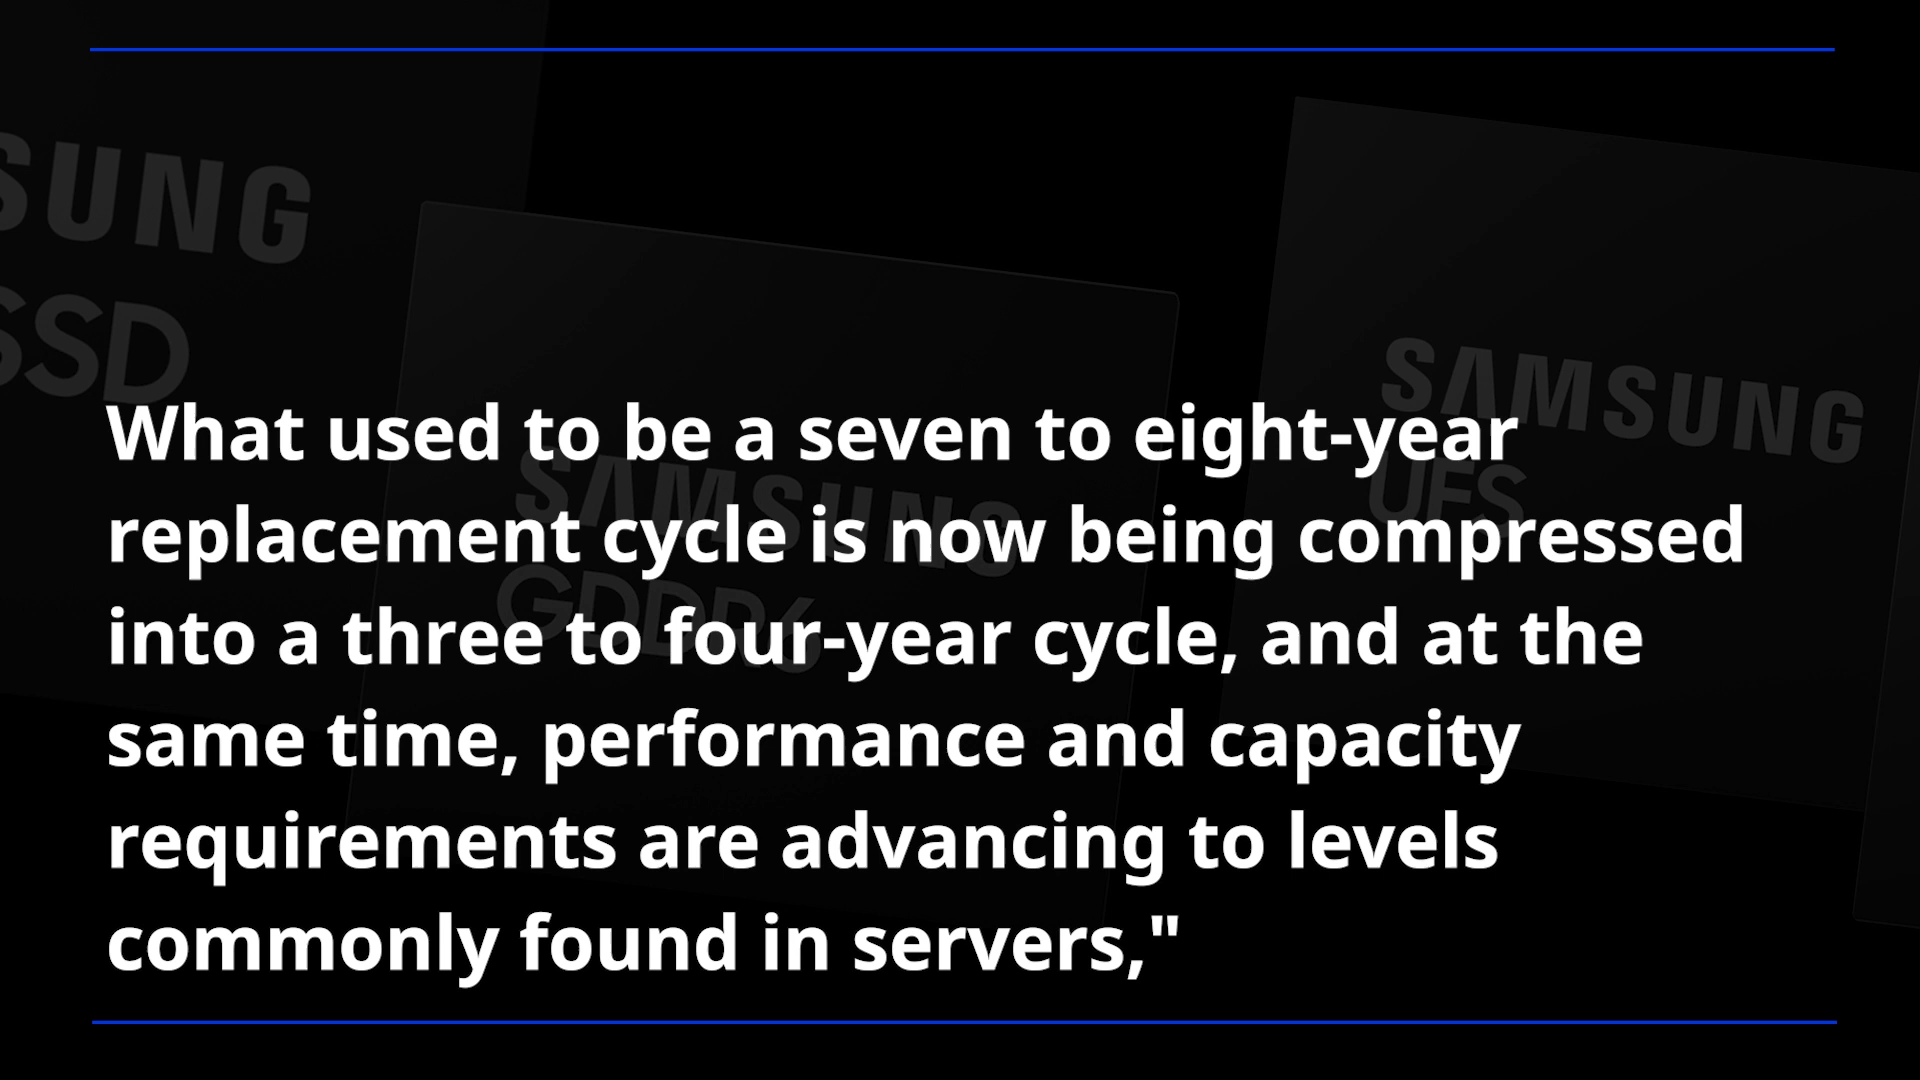 SUNG
SSD
SAMSUNG
UFS
SAMSUNG
GDDR6
What used to be a seven to eight-year
replacement cycle is now being compressed
into a three to four-year cycle, and at the
same time, performance and capacity
requirements are advancing to levels
commonly found in servers,"